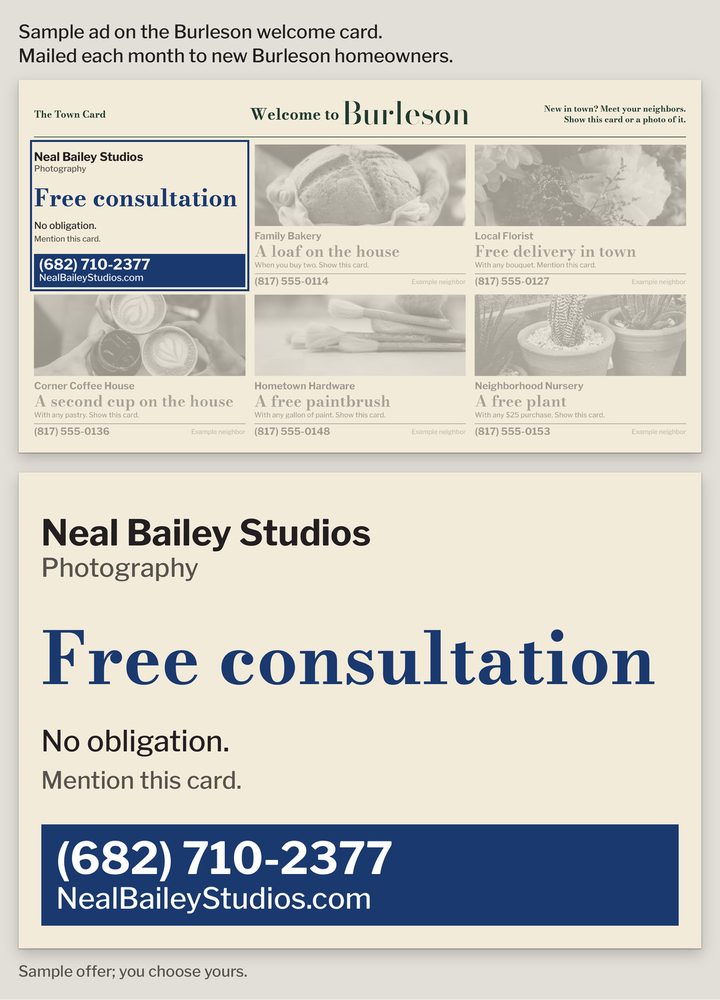 Sample ad on the Burleson welcome card.
Mailed each month to new Burleson homeowners.
The Town Card
Welcome to Burleson
New in town? Meet your neighbors.
Show this card or a photo of it.
Neal Bailey Studios
Photography
Free consultation
No obligation.
Mention this card.
(682) 710-2377
NealBaileyStudios.com
Family Bakery
A loaf on the house
When you buy two. Show this card.
(817) 555-0114
Example neighbor
Local Florist
Free delivery in town
With any bouquet. Mention this card.
(817) 555-0127
Example neighbor
Corner Coffee House
A second cup on the house
With any pastry. Show this card.
(817) 555-0136
Example neighbor
Hometown Hardware
A free paintbrush
With any gallon of paint. Show this card.
(817) 555-0148
Example neighbor
Neighborhood Nursery
A free plant
With any $25 purchase. Show this card.
(817) 555-0153
Example neighbor
Neal Bailey Studios
Photography
Free consultation
No obligation.
Mention this card.
(682) 710-2377
NealBaileyStudios.com
Sample offer; you choose yours.